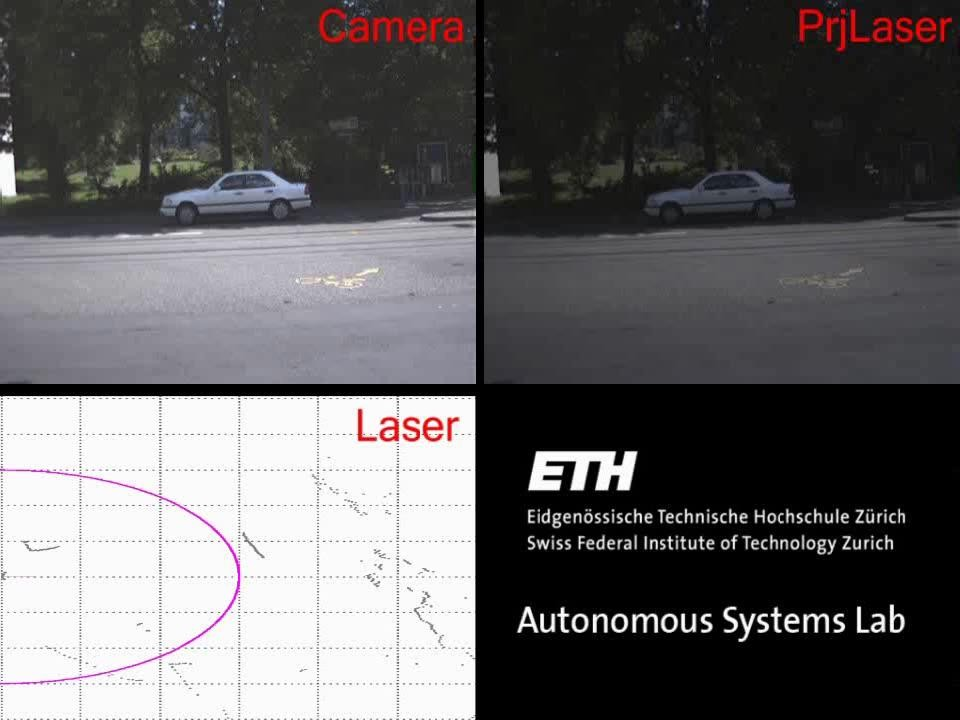 Camera
PrjLaser
Laser
ETH
Eidgenössische Technische Hochschule Zürich
Swiss Federal Institute of Technology Zurich
Autonomous Systems Lab